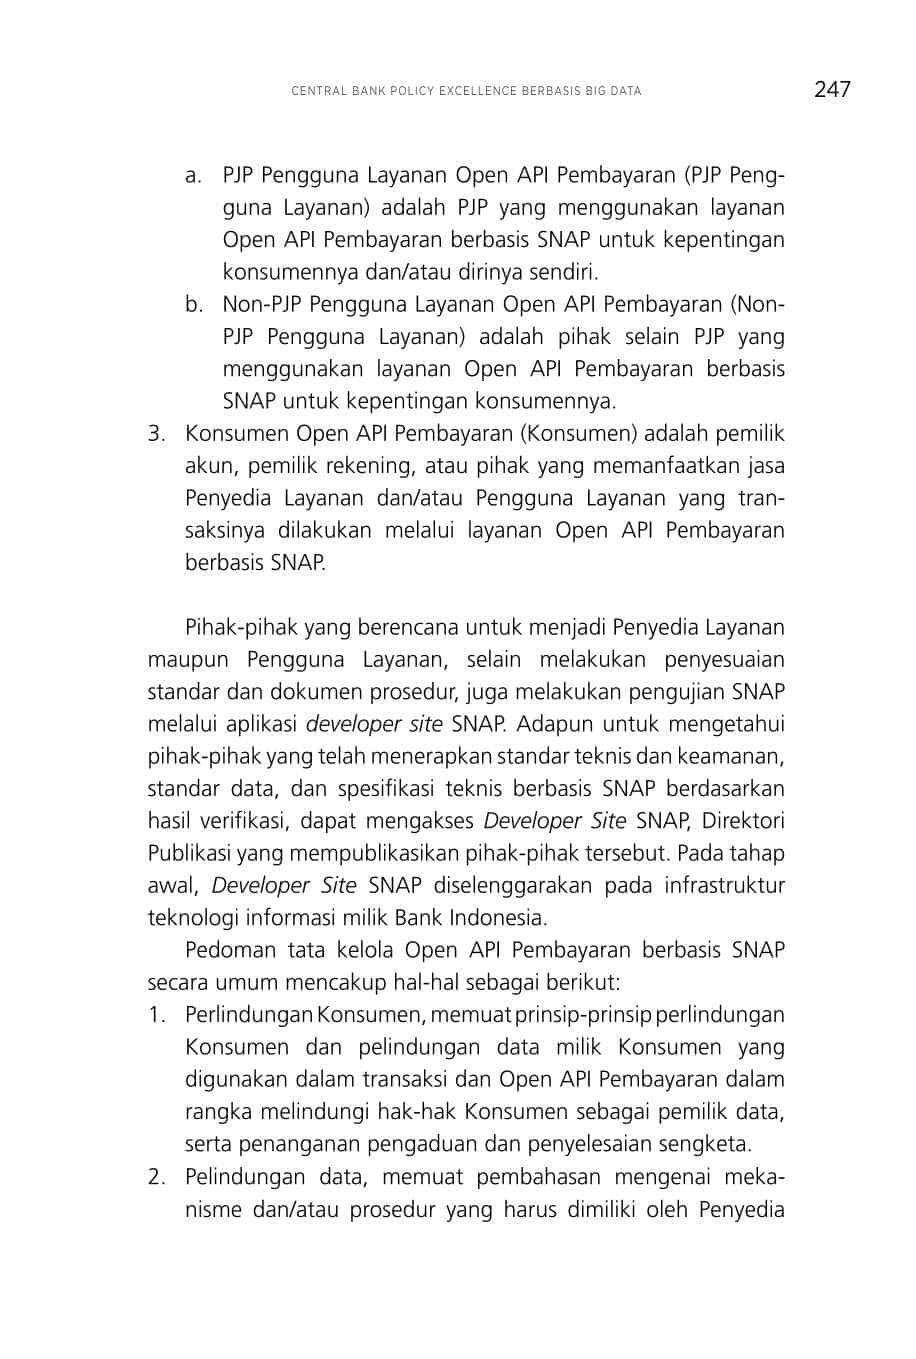 CENTRAL BANK POLICY EXCELLENCE BERBASIS BIG DATA 247
a. PJP Pengguna Layanan Open API Pembayaran (PJP Peng-
guna Layanan) adalah PJP yang menggunakan layanan
Open API Pembayaran berbasis SNAP untuk kepentingan
konsumennya dan/atau dirinya sendiri.
b. Non-PJP Pengguna Layanan Open API Pembayaran (Non-
PJP Pengguna Layanan) adalah pihak selain PJP yang
menggunakan layanan Open API Pembayaran berbasis
SNAP untuk kepentingan konsumennya.
3. Konsumen Open API Pembayaran (Konsumen) adalah pemilik
akun, pemilik rekening, atau pihak yang memanfaatkan jasa
Penyedia Layanan dan/atau Pengguna Layanan yang tran-
saksinya dilakukan melalui layanan Open API Pembayaran
berbasis SNAP.
Pihak-pihak yang berencana untuk menjadi Penyedia Layanan
maupun Pengguna Layanan, selain melakukan penyesuaian
standar dan dokumen prosedur, juga melakukan pengujian SNAP
melalui aplikasi developer site SNAP. Adapun untuk mengetahui
pihak-pihak yang telah menerapkan standar teknis dan keamanan,
standar data, dan spesifikasi teknis berbasis SNAP berdasarkan
hasil verifikasi, dapat mengakses Developer Site SNAP, Direktori
Publikasi yang mempublikasikan pihak-pihak tersebut. Pada tahap
awal, Developer Site SNAP diselenggarakan pada infrastruktur
teknologi informasi milik Bank Indonesia.
Pedoman tata kelola Open API Pembayaran berbasis SNAP
secara umum mencakup hal-hal sebagai berikut:
1. Perlindungan Konsumen, memuat prinsip-prinsip perlindungan
Konsumen dan pelindungan data milik Konsumen yang
digunakan dalam transaksi dan Open API Pembayaran dalam
rangka melindungi hak-hak Konsumen sebagai pemilik data,
serta penanganan pengaduan dan penyelesaian sengketa.
2. Pelindungan data, memuat pembahasan mengenai meka-
nisme dan/atau prosedur yang harus dimiliki oleh Penyedia